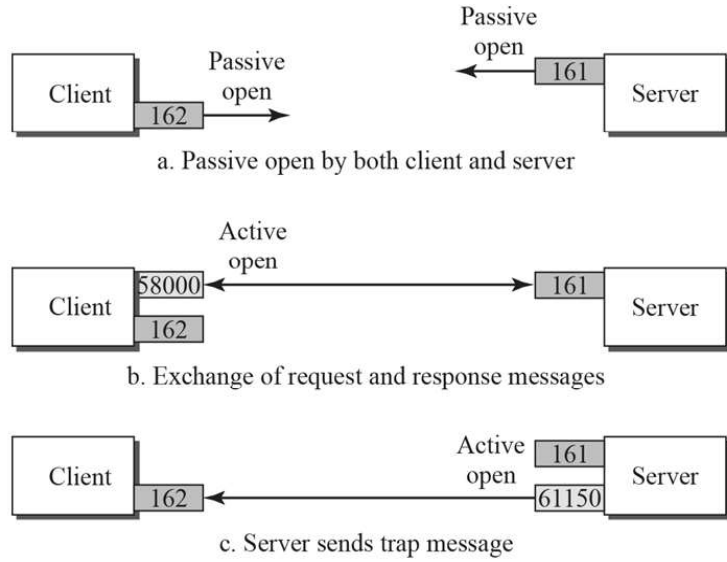 Passive
open
161
Client
Passive
open
Server
162
a. Passive open by both client and server
Active
open
58000
161
Client
Server
162
b. Exchange of request and response messages
Active
open
161
Client
Server
162
61150
c. Server sends trap message